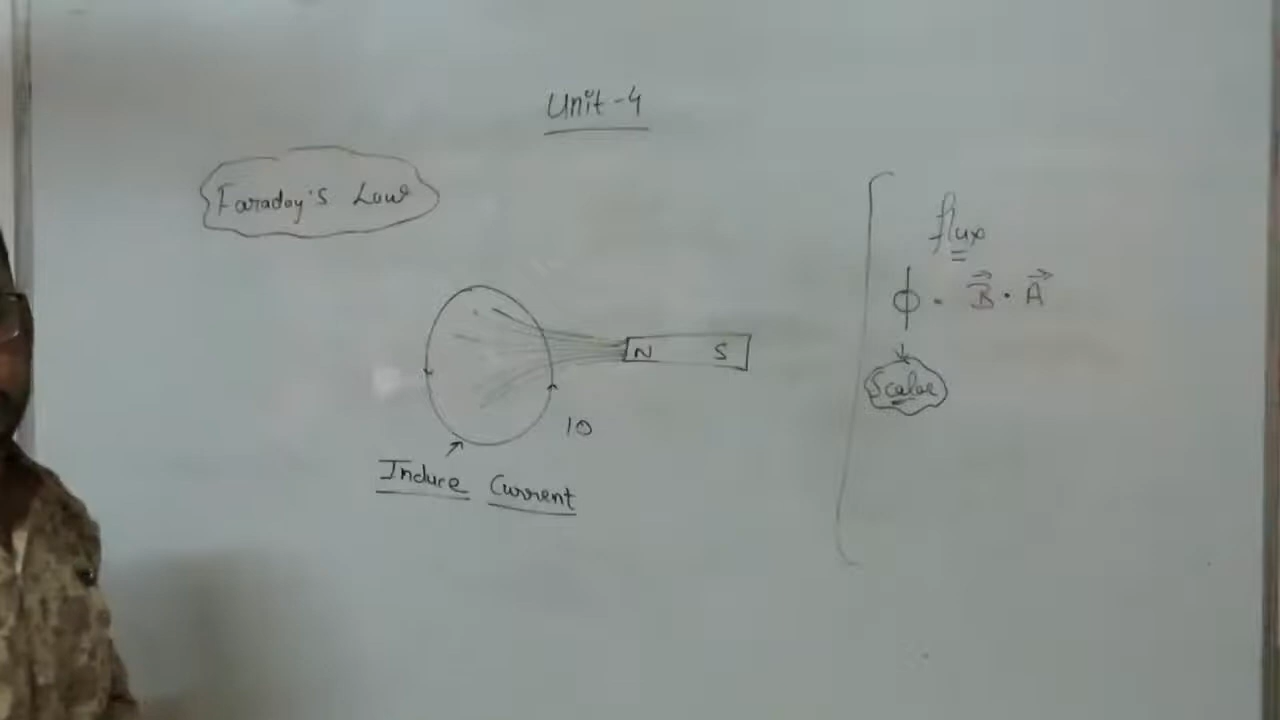 Unit-4
Faraday's Law
flux
ϕ = B⃗ · A⃗
Scalar
N S
10
Induce Current